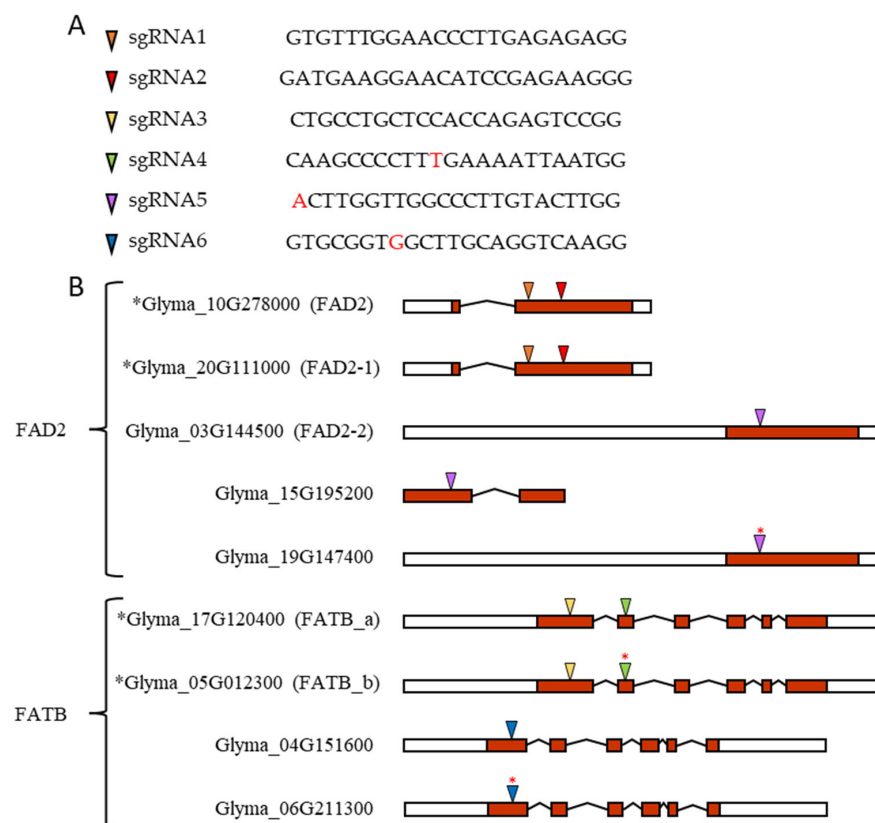 A
sgRNA1 GTGTTTGGAACCCTTGAGAGAGG
sgRNA2 GATGAAGGAACATCCGAGAAGGG
sgRNA3 CTGCCTGCTCCACCAGAGTCCGG
sgRNA4 CAAGCCCCTTTGAAAATTAATGG
sgRNA5 ACTTGGTTGGCCCTTGTACTTGG
sgRNA6 GTGCGGTGGCTTGCAGGTCAAGG
B
*Glyma_10G278000 (FAD2)
*Glyma_20G111000 (FAD2-1)
FAD2
Glyma_03G144500 (FAD2-2)
Glyma_15G195200
*
Glyma_19G147400
*Glyma_17G120400 (FATB_a)
*
*Glyma_05G012300 (FATB_b)
FATB
Glyma_04G151600
*
Glyma_06G211300